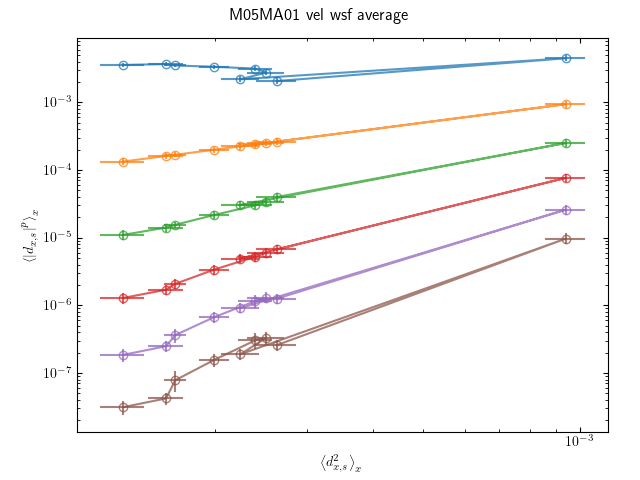 M05MA01 vel wsf average
10⁻³
10⁻⁴
10⁻⁵
10⁻⁶
10⁻⁷
⟨|d_{x,s}|^p⟩_x
10⁻³
⟨d²_{x,s}⟩_x